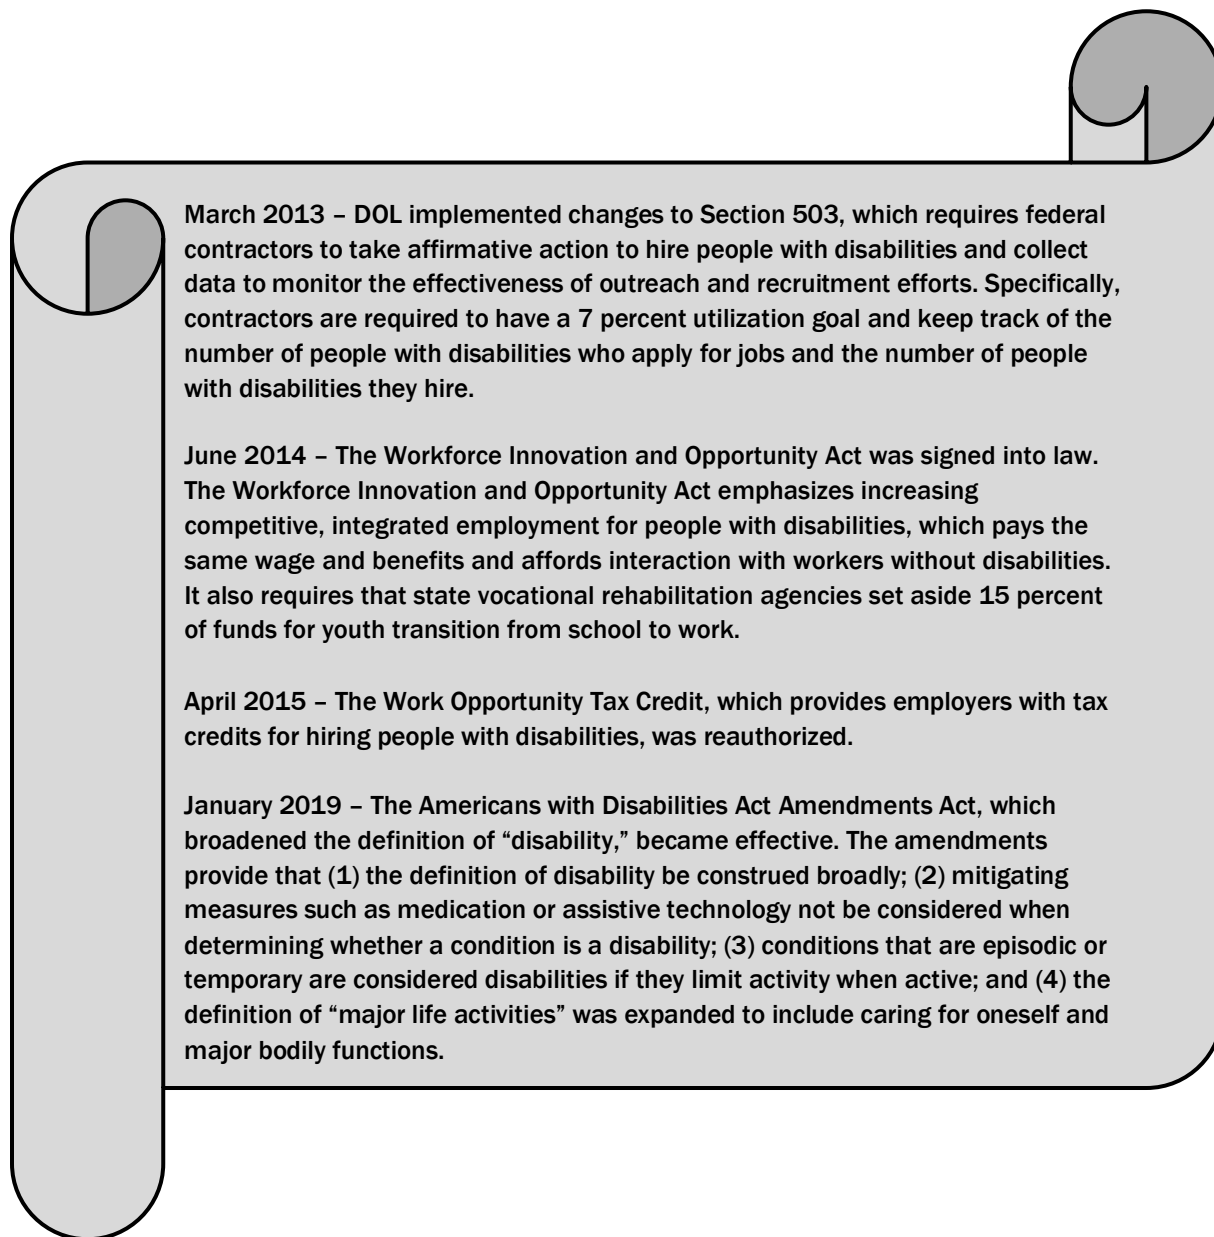 March 2013 – DOL implemented changes to Section 503, which requires federal
contractors to take affirmative action to hire people with disabilities and collect
data to monitor the effectiveness of outreach and recruitment efforts. Specifically,
contractors are required to have a 7 percent utilization goal and keep track of the
number of people with disabilities who apply for jobs and the number of people
with disabilities they hire.
June 2014 – The Workforce Innovation and Opportunity Act was signed into law.
The Workforce Innovation and Opportunity Act emphasizes increasing
competitive, integrated employment for people with disabilities, which pays the
same wage and benefits and affords interaction with workers without disabilities.
It also requires that state vocational rehabilitation agencies set aside 15 percent
of funds for youth transition from school to work.
April 2015 – The Work Opportunity Tax Credit, which provides employers with tax
credits for hiring people with disabilities, was reauthorized.
January 2019 – The Americans with Disabilities Act Amendments Act, which
broadened the definition of “disability,” became effective. The amendments
provide that (1) the definition of disability be construed broadly; (2) mitigating
measures such as medication or assistive technology not be considered when
determining whether a condition is a disability; (3) conditions that are episodic or
temporary are considered disabilities if they limit activity when active; and (4) the
definition of “major life activities” was expanded to include caring for oneself and
major bodily functions.